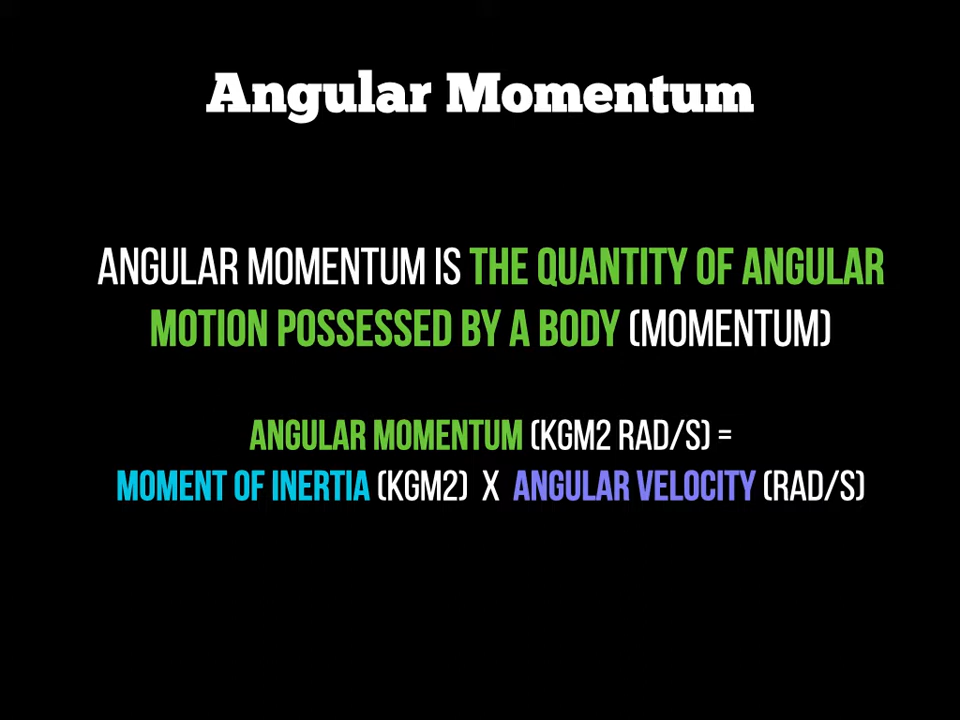 Angular Momentum
ANGULAR MOMENTUM IS THE QUANTITY OF ANGULAR
MOTION POSSESSED BY A BODY (MOMENTUM)
ANGULAR MOMENTUM (KGM2 RAD/S) =
MOMENT OF INERTIA (KGM2) X ANGULAR VELOCITY (RAD/S)